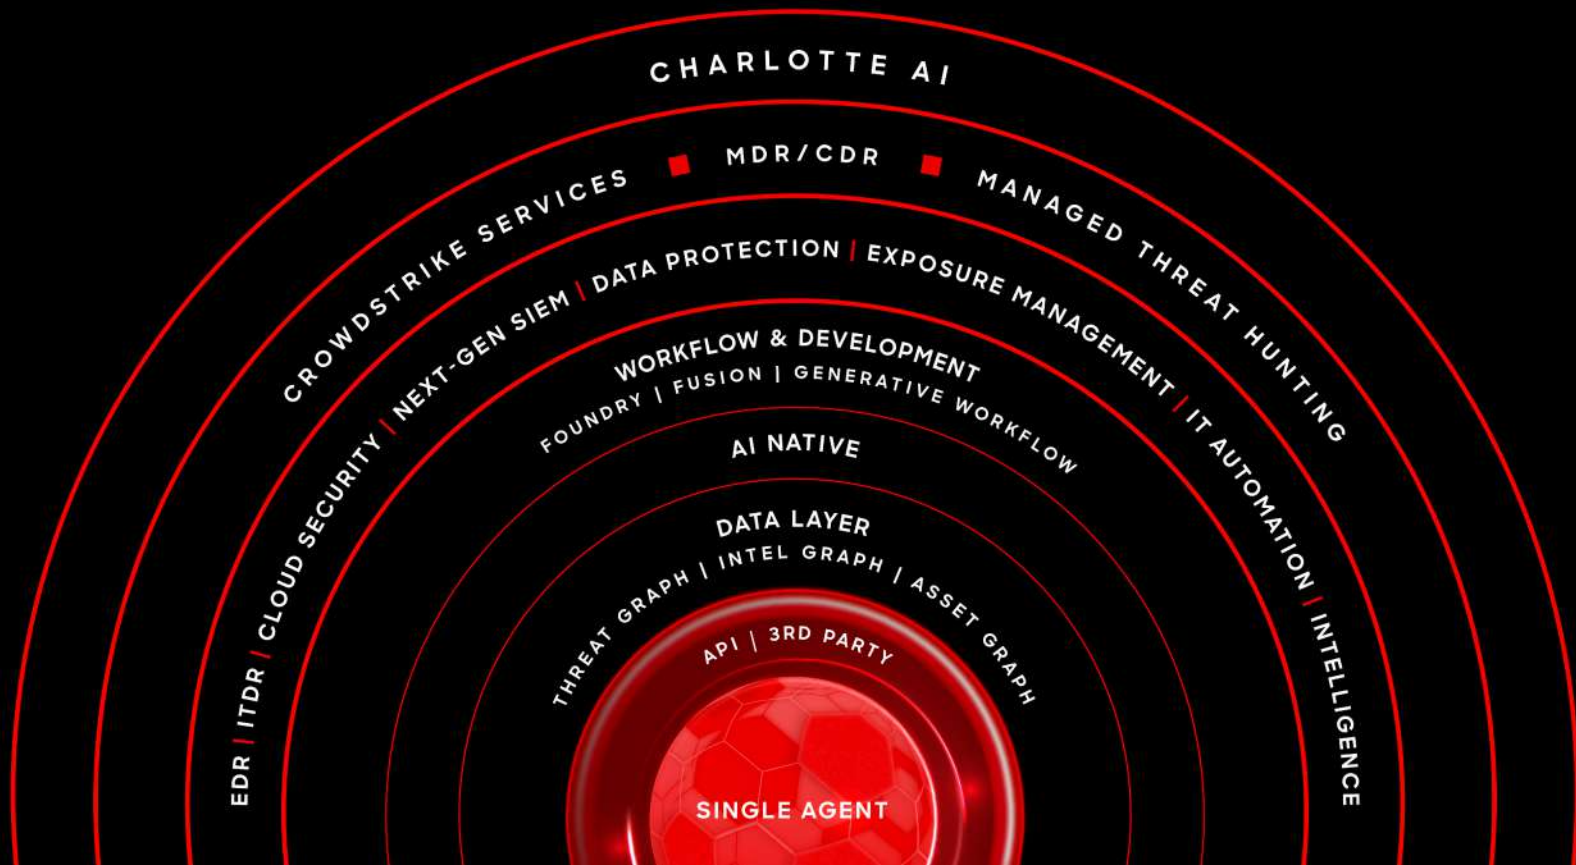 CHARLOTTE AI
CROWDSTRIKE SERVICES ■ MDR/CDR ■ MANAGED THREAT HUNTING
EDR | ITDR | CLOUD SECURITY | NEXT-GEN SIEM | DATA PROTECTION | EXPOSURE MANAGEMENT | IT AUTOMATION | INTELLIGENCE
WORKFLOW & DEVELOPMENT
FOUNDRY | FUSION | GENERATIVE WORKFLOW
AI NATIVE
DATA LAYER
THREAT GRAPH | INTEL GRAPH | ASSET GRAPH
API | 3RD PARTY
SINGLE AGENT